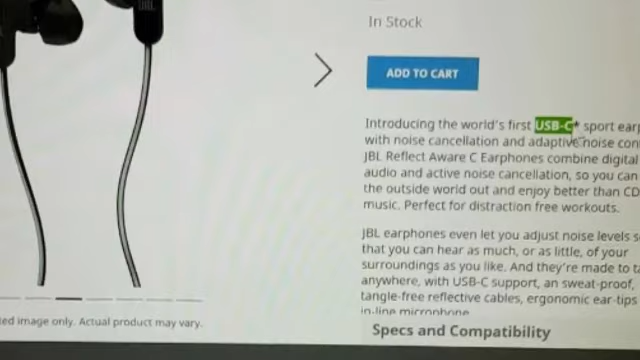 JBL
In Stock
ADD TO CART
Introducing the world's first USB-C* sport
with noise cancellation and adaptive noise
JBL Reflect Aware C Earphones combine digital
audio and active noise cancellation, so you can
the outside world out and enjoy better than CD
music. Perfect for distraction free workouts.
JBL earphones even let you adjust noise levels
that you can hear as much, or as little, of your
surroundings as you like. And they're made to
anywhere, with USB-C support, an sweat-proof,
tangle-free reflective cables, ergonomic ear-tips
in-line microphone
image only. Actual product may vary.
Specs and Compatibility